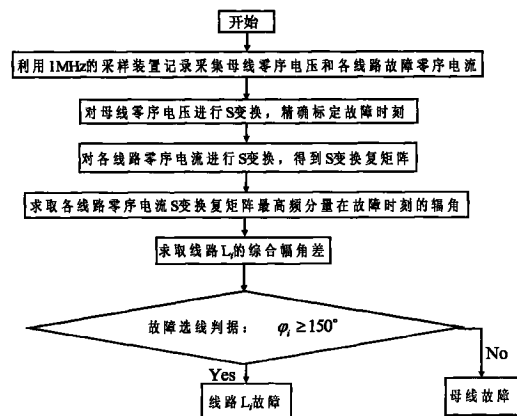 开始
利用1MHz的采样装置记录采集母线零序电压和各线路故障零序电流
对母线零序电压进行S变换，精确标定故障时刻
对各线路零序电流进行S变换，得到S变换复矩阵
求取各线路零序电流S变换复矩阵最高频分量在故障时刻的辐角
求取线路Lᵢ的综合幅角差
故障选线判据： φᵢ≥150°
No
Yes
线路Lᵢ故障
母线故障